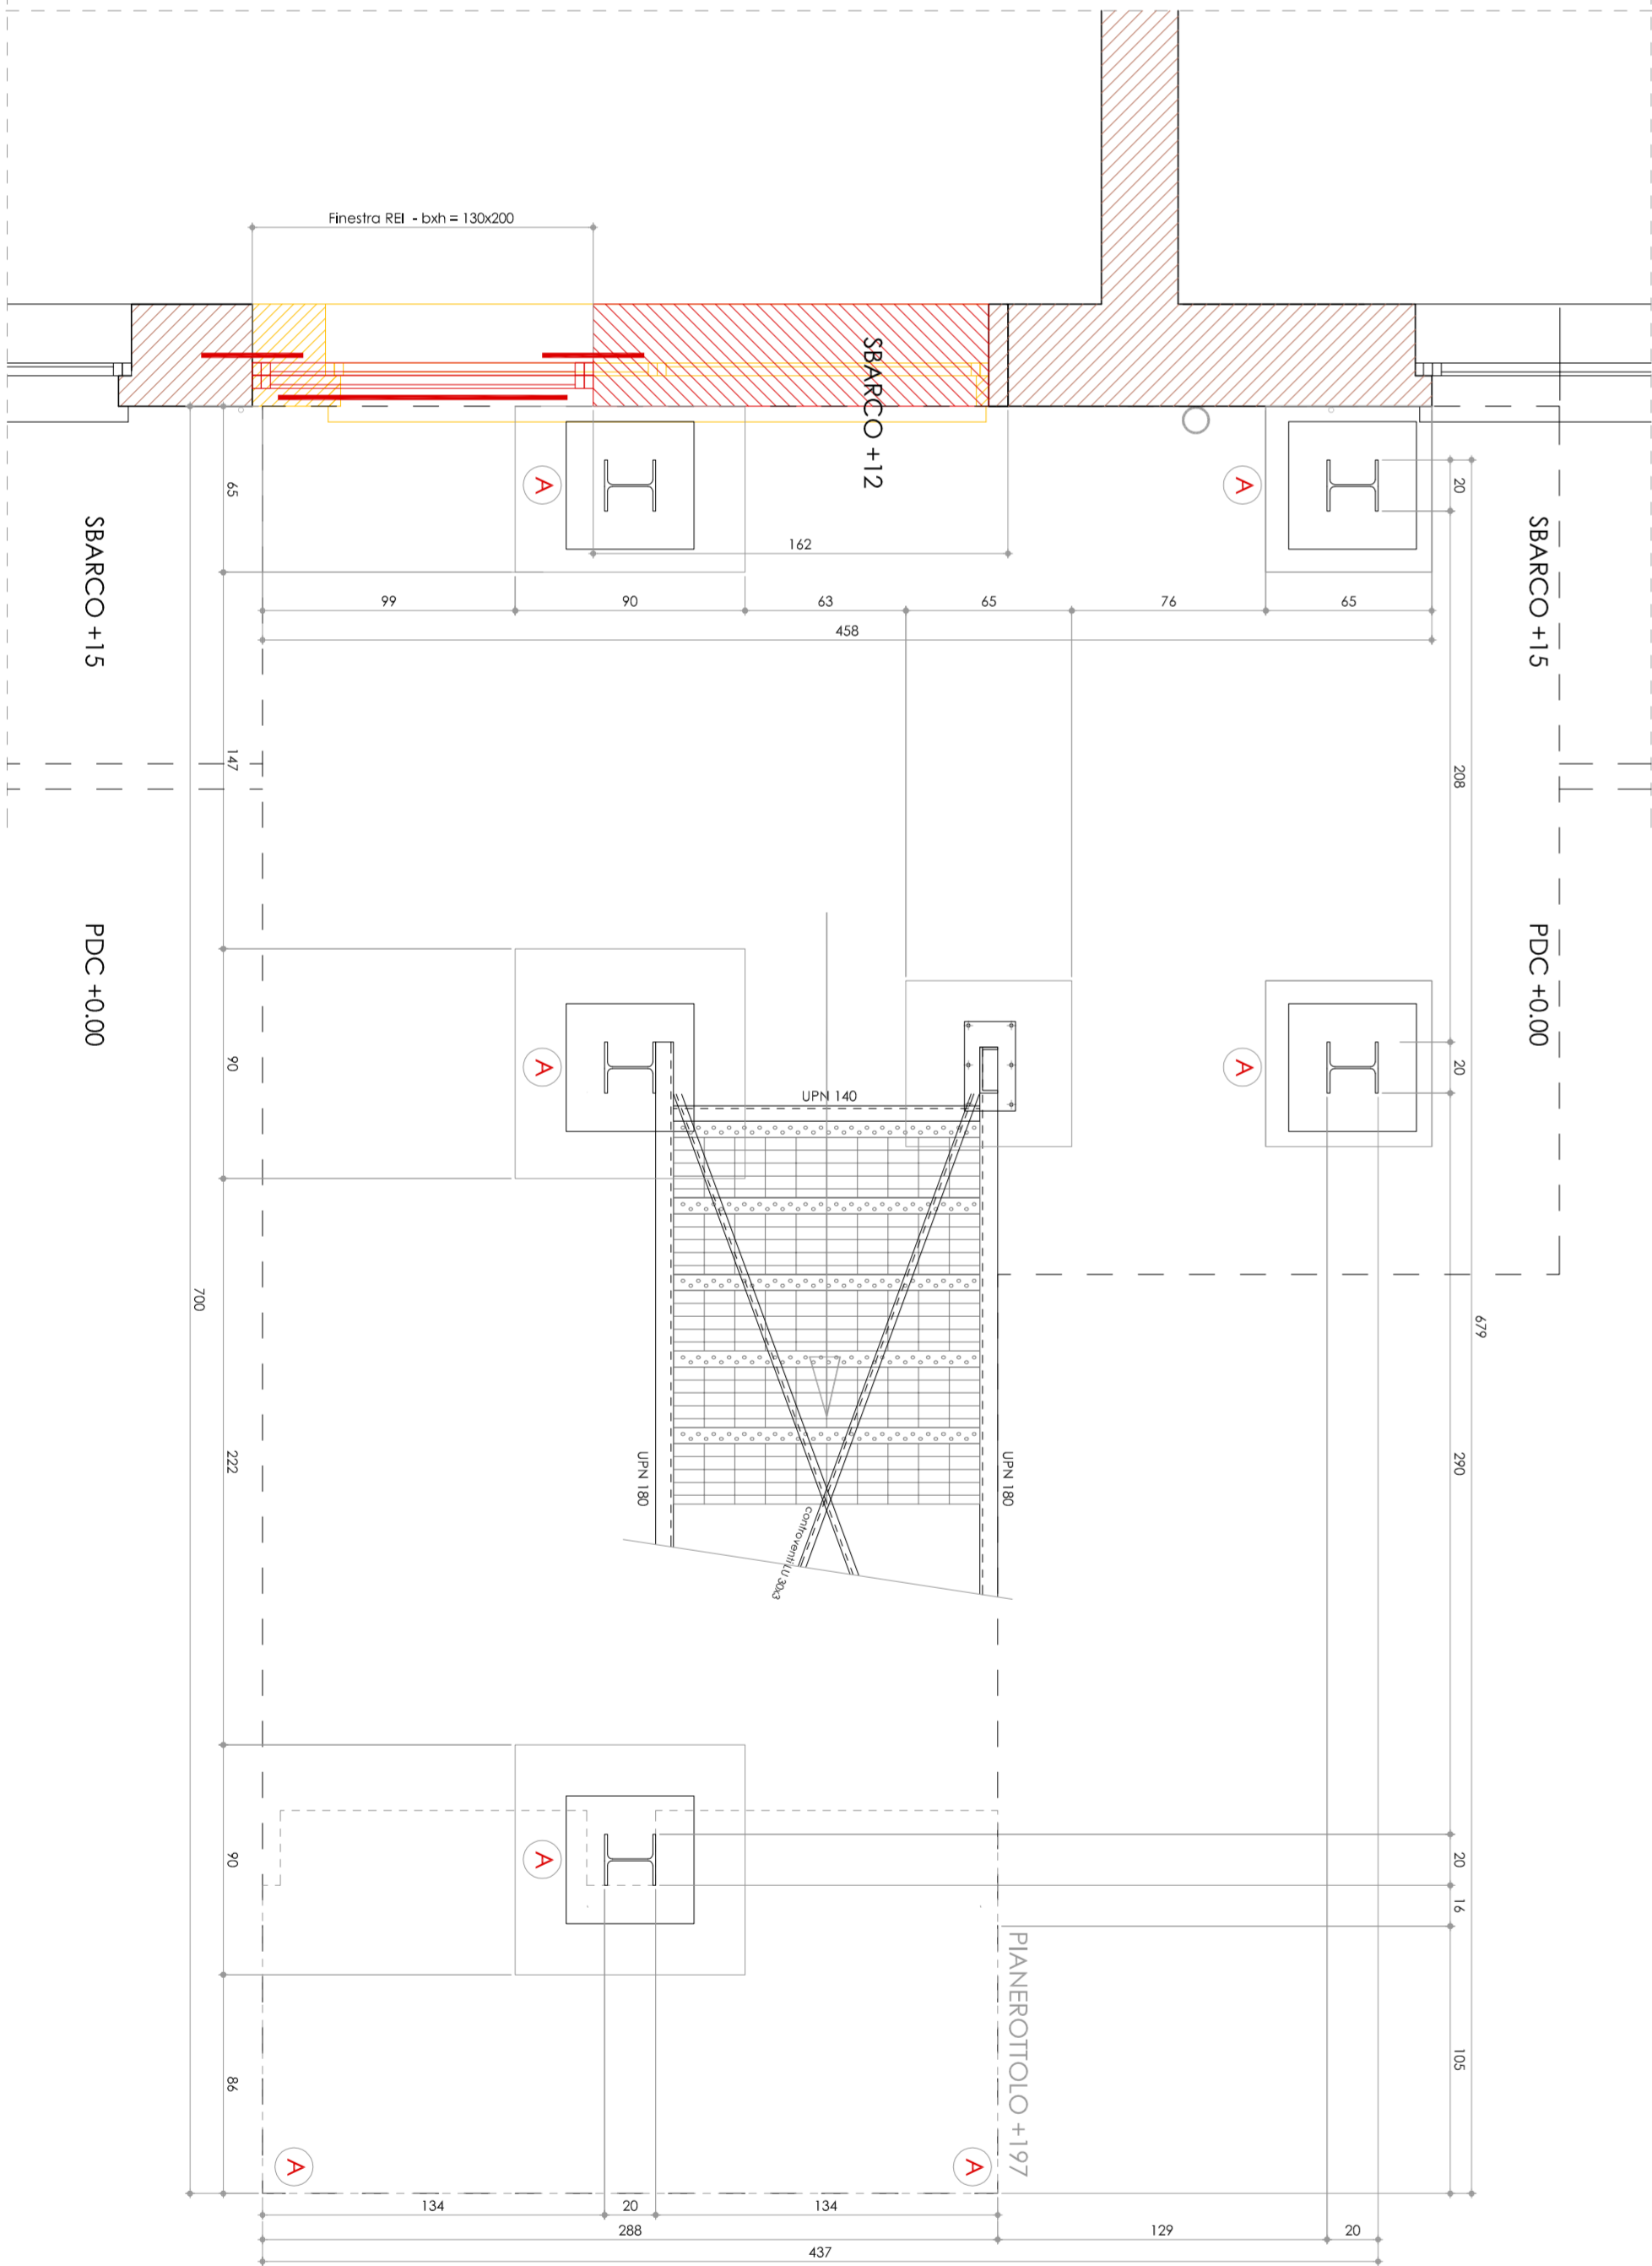 Finestra REI - bxh = 130x200
SBARCO +12
A
A
65
20
162
SBARCO +15
SBARCO +15
99
90
63
65
76
65
458
147
208
PDC +0.00
PDC +0.00
90
A
A
20
UPN 140
700
679
222
UPN 180
UPN 180
290
controventi LU 30x3
90
A
20
16
PIANEROTTOLO +197
86
105
A
A
134
20
134
288
129
20
437